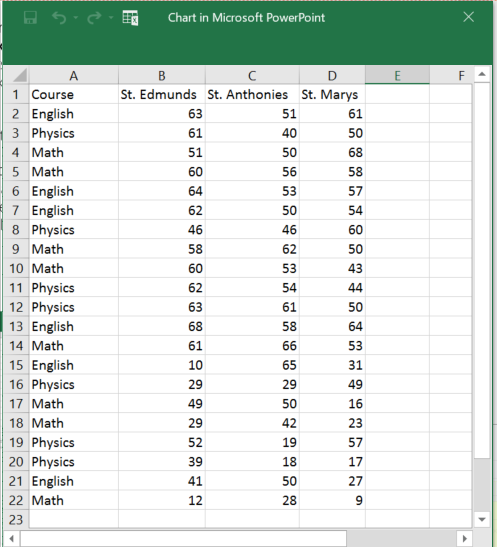 Chart in Microsoft PowerPoint
A B C D E F
1 Course St. Edmunds St. Anthonies St. Marys
2 English 63 51 61
3 Physics 61 40 50
4 Math 51 50 68
5 Math 60 56 58
6 English 64 53 57
7 English 62 50 54
8 Physics 46 46 60
9 Math 58 62 50
10 Math 60 53 43
11 Physics 62 54 44
12 Physics 63 61 50
13 English 68 58 64
14 Math 61 66 53
15 English 10 65 31
16 Physics 29 29 49
17 Math 49 50 16
18 Math 29 42 23
19 Physics 52 19 57
20 Physics 39 18 17
21 English 41 50 27
22 Math 12 28 9
23